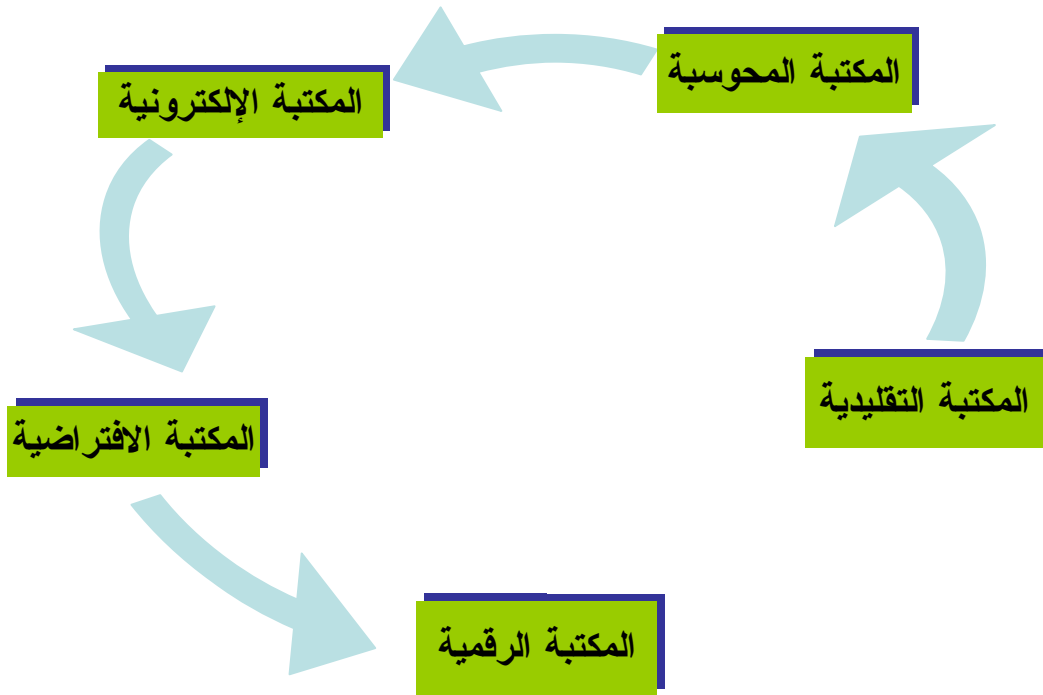 المكتبة التقليدية
المكتبة المحوسبة
المكتبة الإلكترونية
المكتبة الافتراضية
المكتبة الرقمية